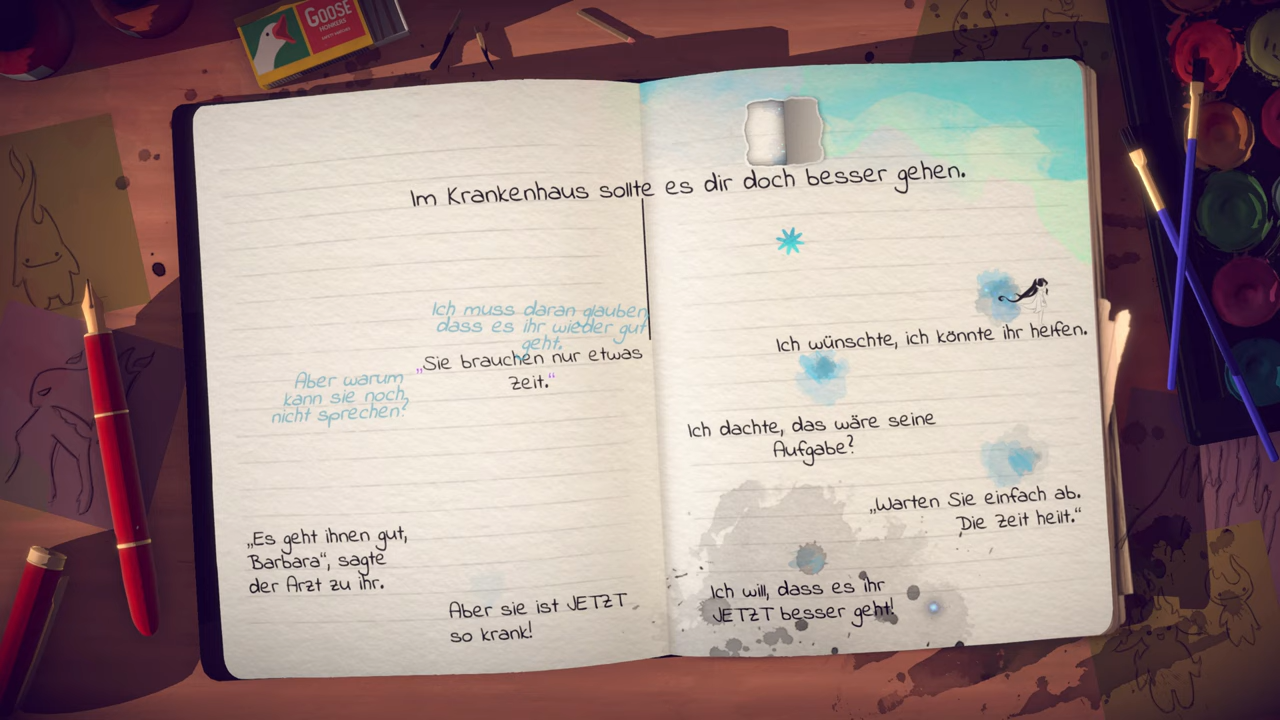 GOOSE
HONKERS
Im Krankenhaus sollte es dir doch besser gehen.
Ich muss daran glauben,
dass es ihr wieder gut
geht.
„Sie brauchen nur etwas
Zeit.“
Aber warum
kann sie noch
nicht sprechen?
„Es geht ihnen gut,
Barbara“, sagte
der Arzt zu ihr.
Aber sie ist JETZT
so krank!
Ich wünschte, ich könnte ihr helfen.
Ich dachte, das wäre seine
Aufgabe?
„Warten Sie einfach ab.
Die Zeit heilt.“
Ich will, dass es ihr
JETZT besser geht!